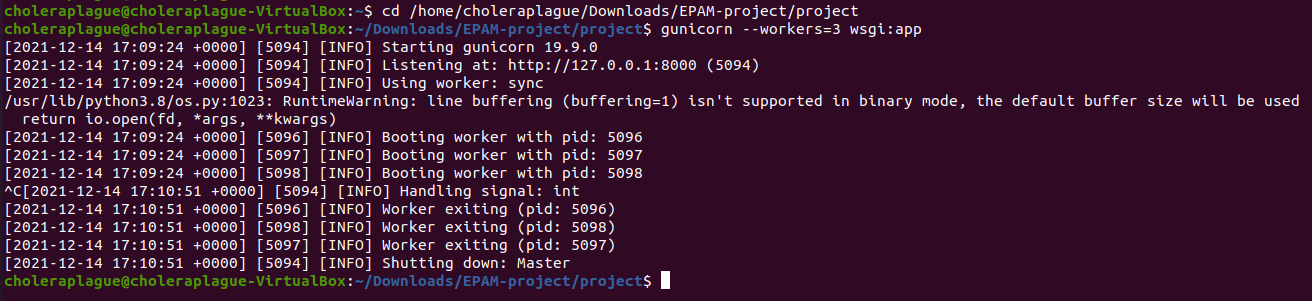 choleraplague@choleraplague-VirtualBox:~$ cd /home/choleraplague/Downloads/EPAM-project/project
choleraplague@choleraplague-VirtualBox:~/Downloads/EPAM-project/project$ gunicorn --workers=3 wsgi:app
[2021-12-14 17:09:24 +0000] [5094] [INFO] Starting gunicorn 19.9.0
[2021-12-14 17:09:24 +0000] [5094] [INFO] Listening at: http://127.0.0.1:8000 (5094)
[2021-12-14 17:09:24 +0000] [5094] [INFO] Using worker: sync
/usr/lib/python3.8/os.py:1023: RuntimeWarning: line buffering (buffering=1) isn't supported in binary mode, the default buffer size will be used
  return io.open(fd, *args, **kwargs)
[2021-12-14 17:09:24 +0000] [5096] [INFO] Booting worker with pid: 5096
[2021-12-14 17:09:24 +0000] [5097] [INFO] Booting worker with pid: 5097
[2021-12-14 17:09:24 +0000] [5098] [INFO] Booting worker with pid: 5098
^C[2021-12-14 17:10:51 +0000] [5094] [INFO] Handling signal: int
[2021-12-14 17:10:51 +0000] [5096] [INFO] Worker exiting (pid: 5096)
[2021-12-14 17:10:51 +0000] [5098] [INFO] Worker exiting (pid: 5098)
[2021-12-14 17:10:51 +0000] [5097] [INFO] Worker exiting (pid: 5097)
[2021-12-14 17:10:51 +0000] [5094] [INFO] Shutting down: Master
choleraplague@choleraplague-VirtualBox:~/Downloads/EPAM-project/project$